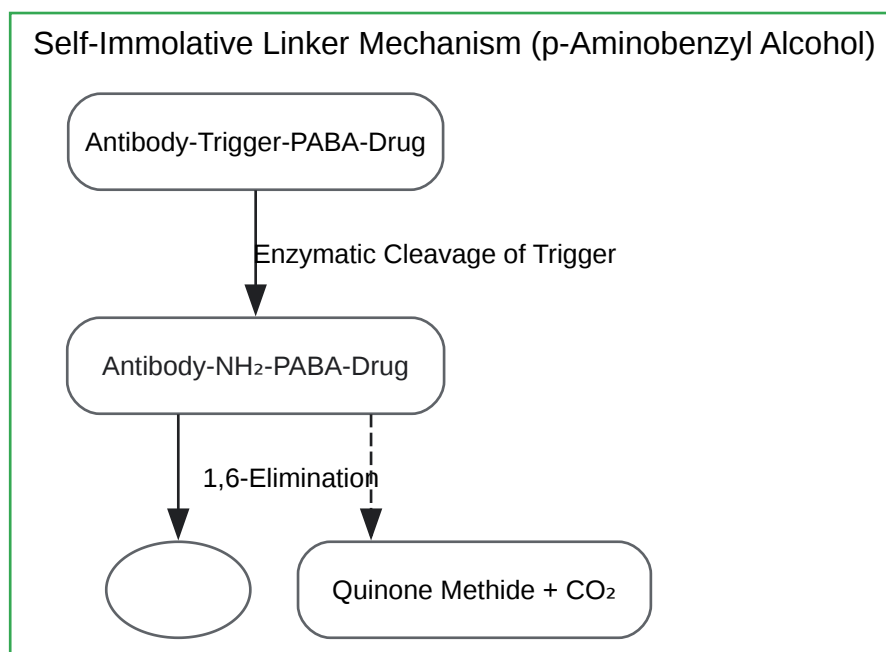 Self-Immolative Linker Mechanism (p-Aminobenzyl Alcohol)
Antibody-Trigger-PABA-Drug
Enzymatic Cleavage of Trigger
Antibody-NH₂-PABA-Drug
1,6-Elimination
Quinone Methide + CO₂